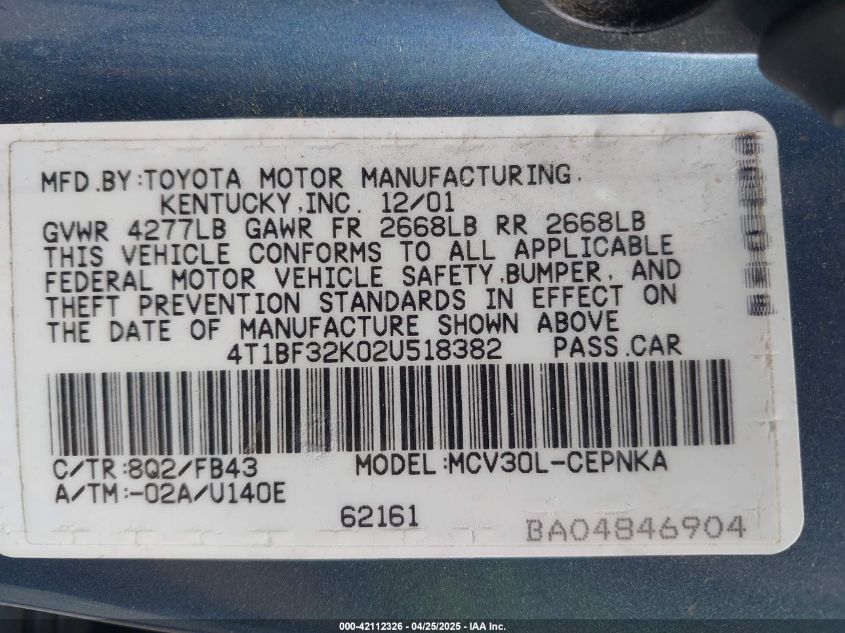 MFD.BY:TOYOTA MOTOR MANUFACTURING,
KENTUCKY,INC. 12/01
GVWR 4277LB GAWR FR 2668LB RR 2668LB
THIS VEHICLE CONFORMS TO ALL APPLICABLE
FEDERAL MOTOR VEHICLE SAFETY,BUMPER, AND
THEFT PREVENTION STANDARDS IN EFFECT ON
THE DATE OF MANUFACTURE SHOWN ABOVE
4T1BF32K02U518382 PASS.CAR
C/TR:8Q2/FB43 MODEL:MCV30L-CEPNKA
A/TM:-02A/U140E
62161
BA04846904
000-42112326 - 04/25/2025 - IAA Inc.